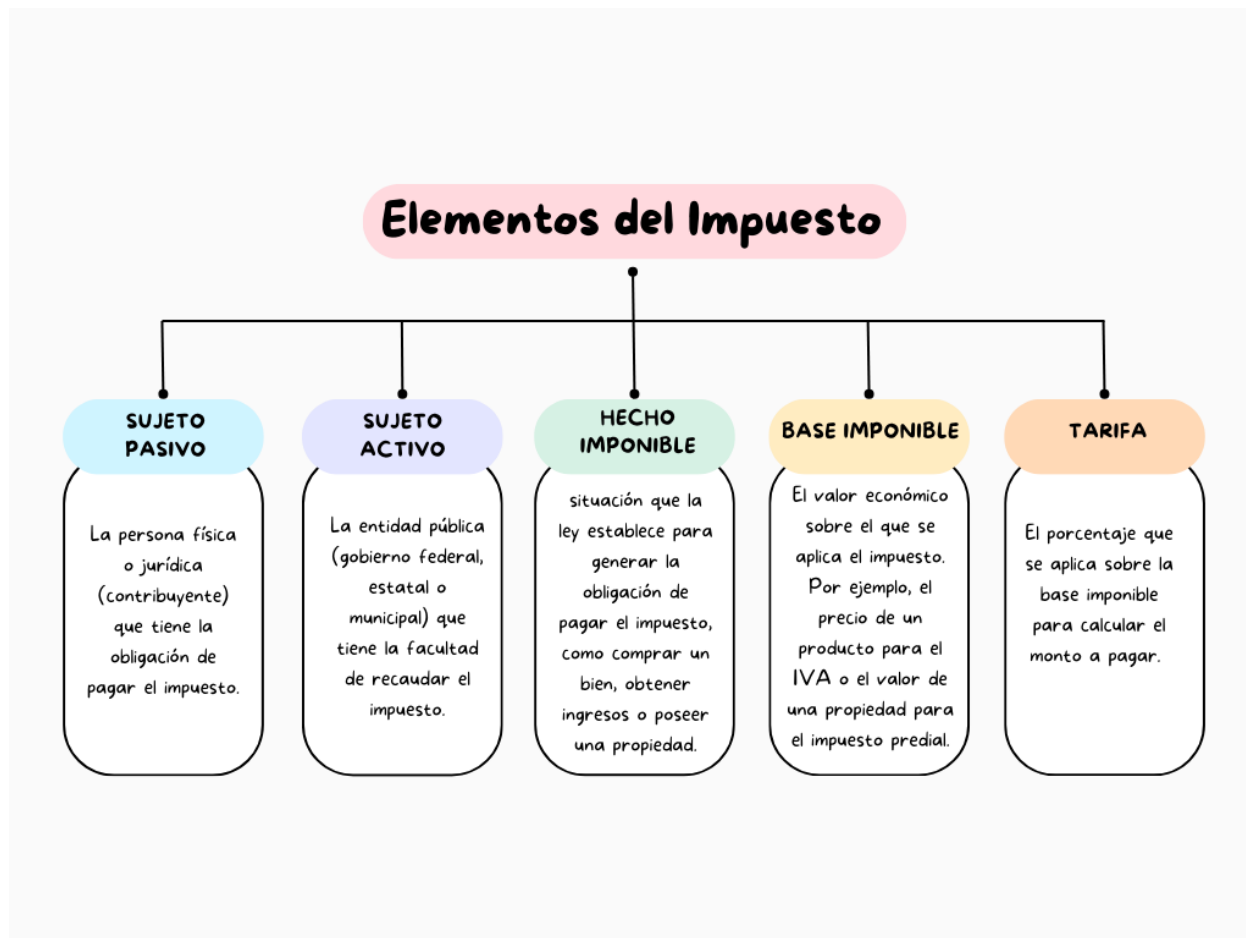 Elementos del Impuesto
SUJETO
PASIVO
La persona física
o jurídica
(contribuyente)
que tiene la
obligación de
pagar el impuesto.
SUJETO
ACTIVO
La entidad pública
(gobierno federal,
estatal o
municipal) que
tiene la facultad
de recaudar el
impuesto.
HECHO
IMPONIBLE
situación que la
ley establece para
generar la
obligación de
pagar el impuesto,
como comprar un
bien, obtener
ingresos o poseer
una propiedad.
BASE IMPONIBLE
El valor económico
sobre el que se
aplica el impuesto.
Por ejemplo, el
precio de un
producto para el
IVA o el valor de
una propiedad para
el impuesto predial.
TARIFA
El porcentaje que
se aplica sobre la
base imponible
para calcular el
monto a pagar.